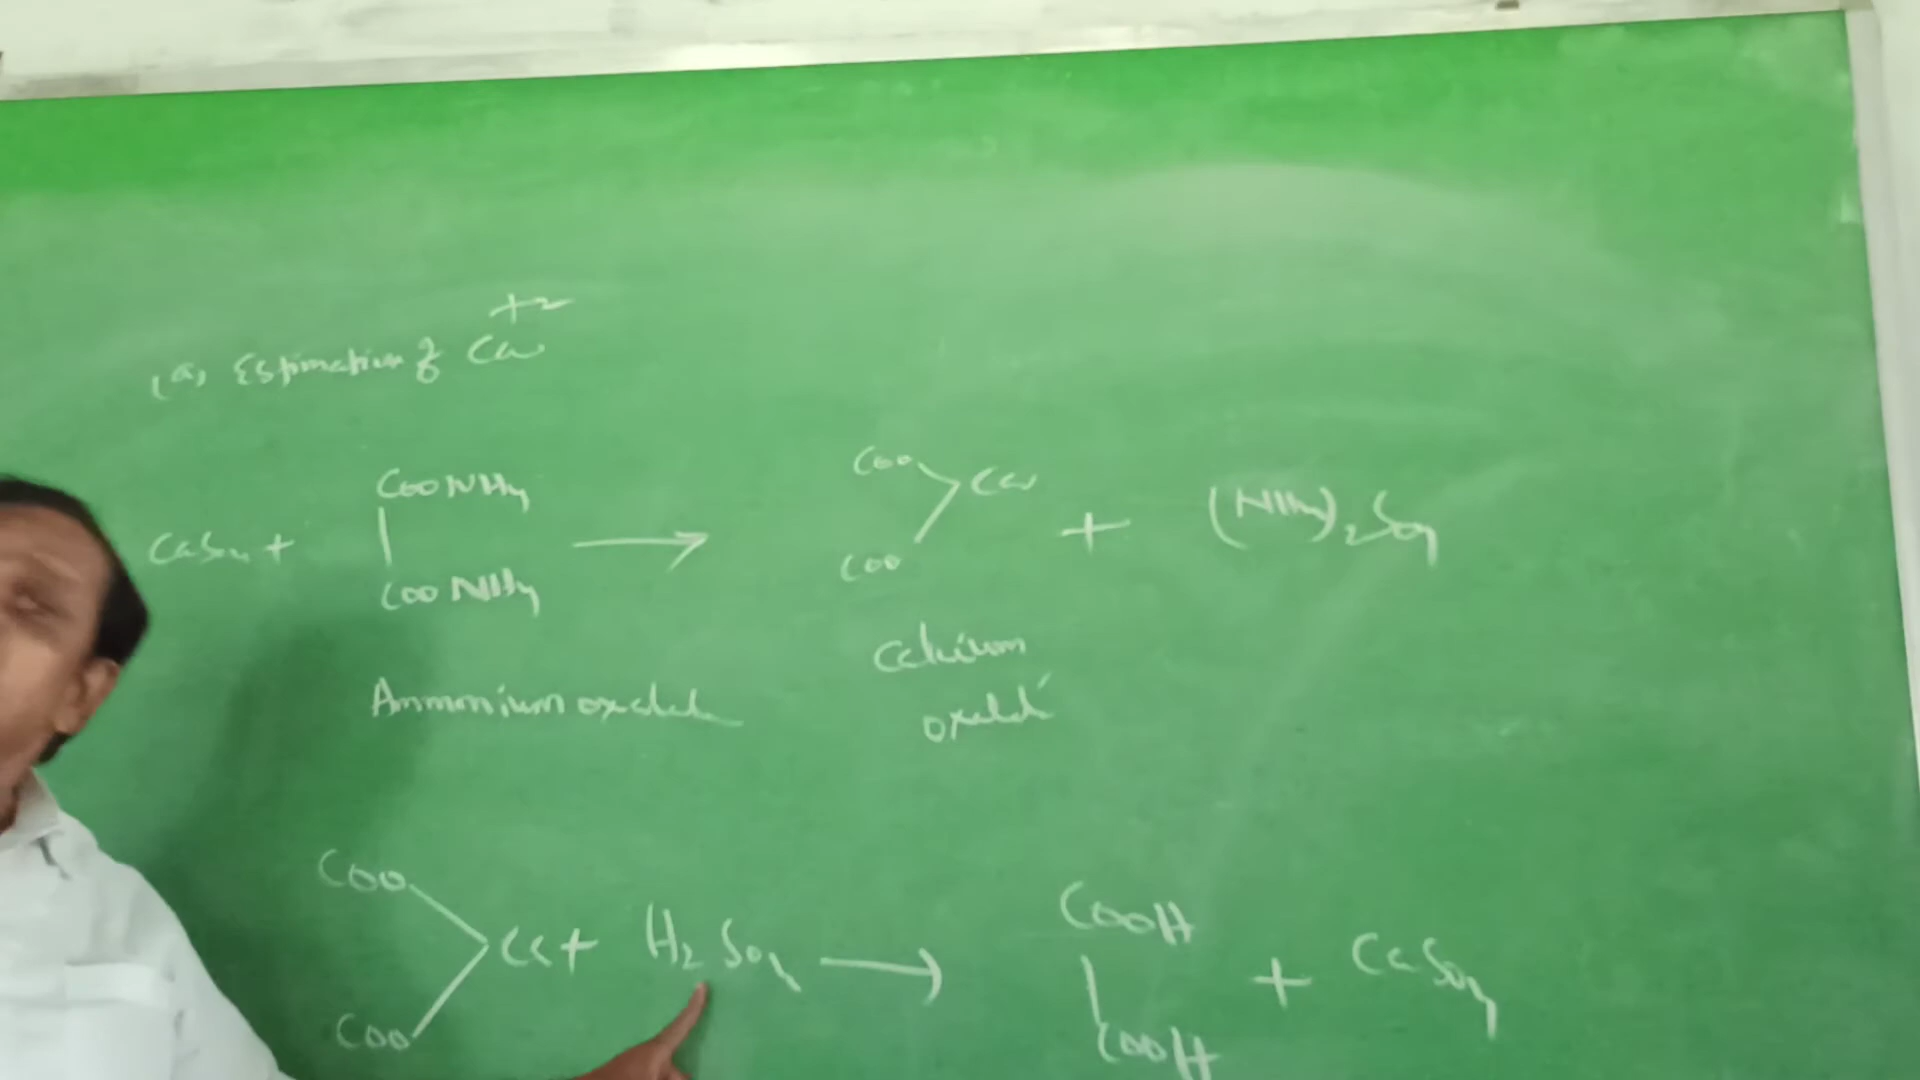 (a) Estimation of Ca+2
CaSO4 + COONH4 | COONH4 → COO COO Ca + (NH4)2SO4
Ammonium oxalate
Calcium oxalate
COO COO Ca + H2SO4 → COOH | COOH + CaSO4